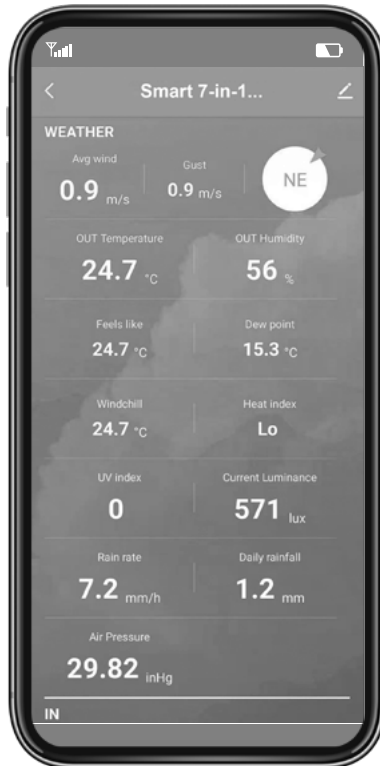 Smart 7-in-1...
WEATHER
Avg wind
0.9 m/s
Gust
0.9 m/s
NE
OUT Temperature
24.7 °C
OUT Humidity
56 %
Feels like
24.7 °C
Dew point
15.3 °C
Windchill
24.7 °C
Heat index
Lo
UV index
0
Current Luminance
571 lux
Rain rate
7.2 mm/h
Daily rainfall
1.2 mm
Air Pressure
29.82 inHg
IN